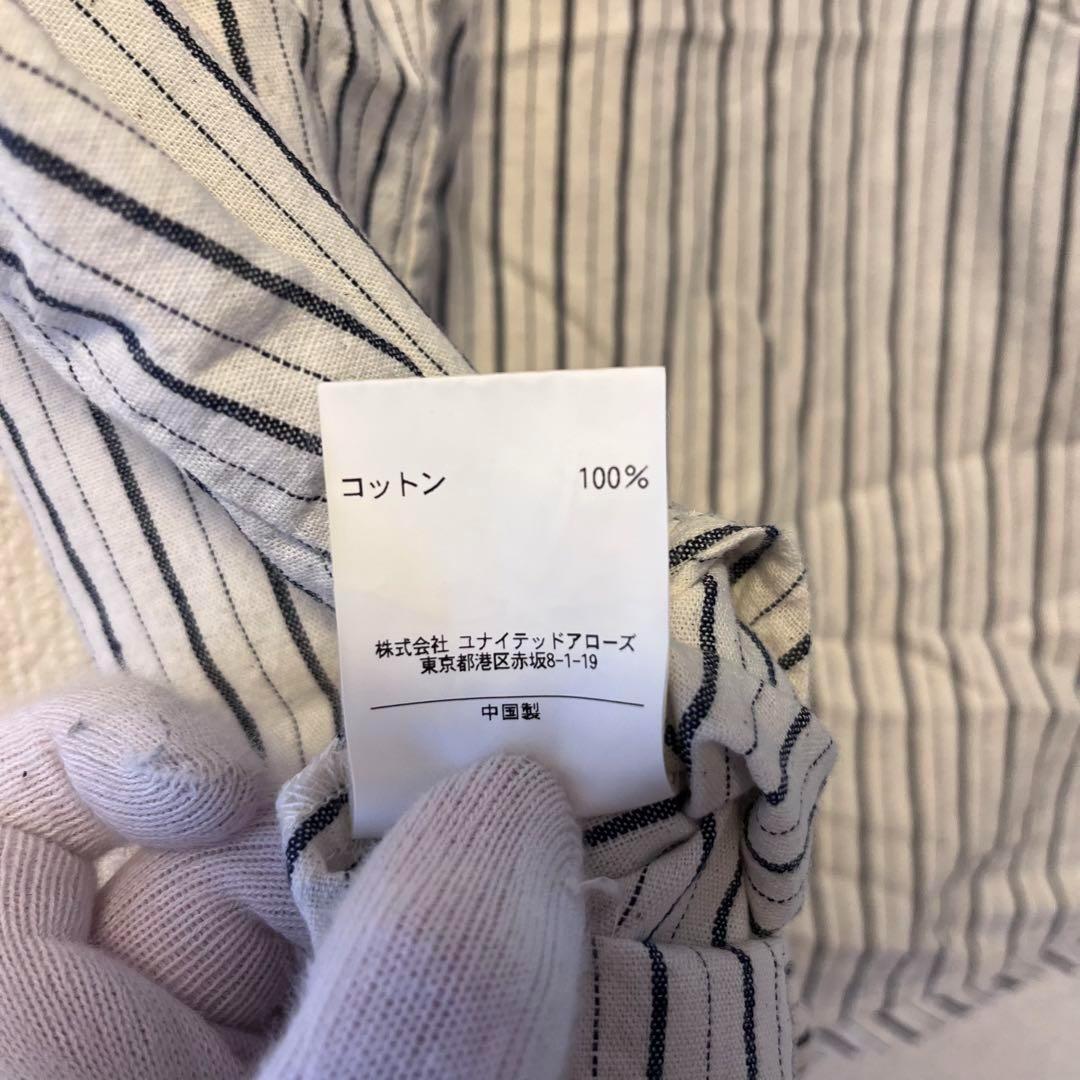 コットン 100%
株式会社 ユナイテッドアローズ
東京都港区赤坂8-1-19
中国製